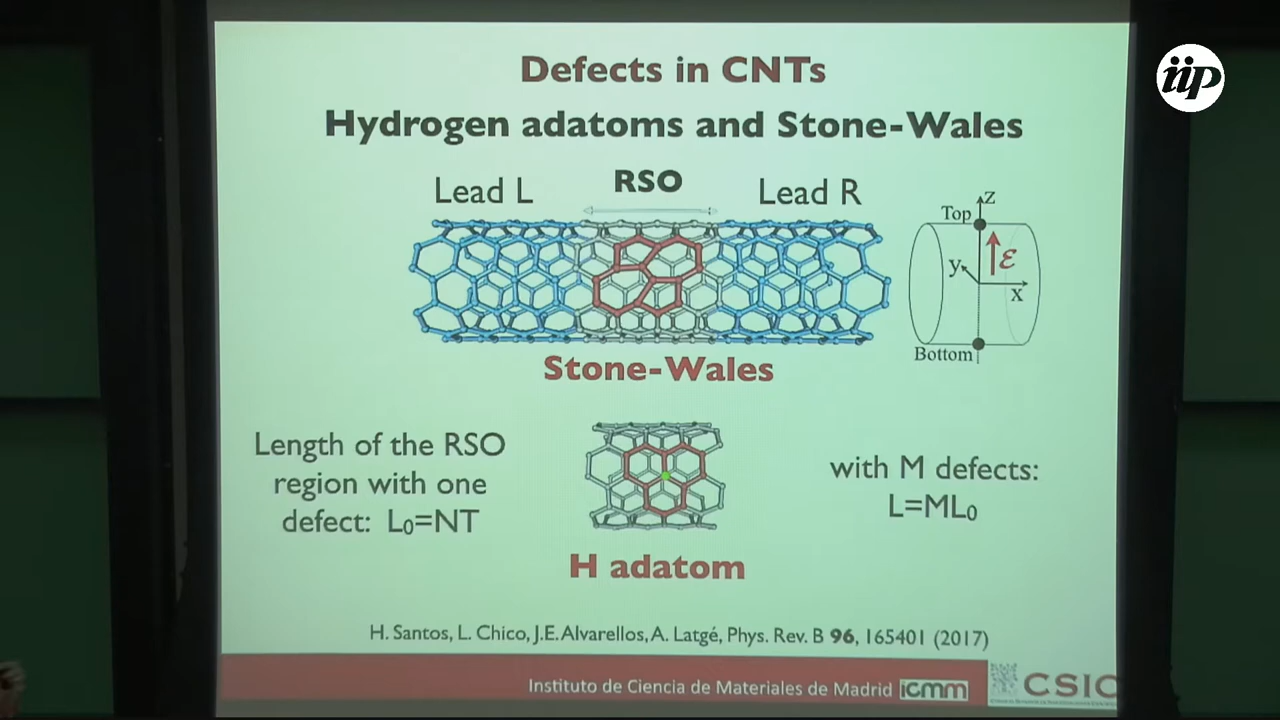 iip
Defects in CNTs
Hydrogen adatoms and Stone-Wales
Lead L
RSO
Lead R
Top
z
y
ε
x
Bottom
Stone-Wales
Length of the RSO
region with one
defect: L₀=NT
with M defects:
L=ML₀
H adatom
H. Santos, L. Chico, J.E. Alvarellos, A. Latgé, Phys. Rev. B 96, 165401 (2017)
Instituto de Ciencia de Materiales de Madrid icmm
CSIC